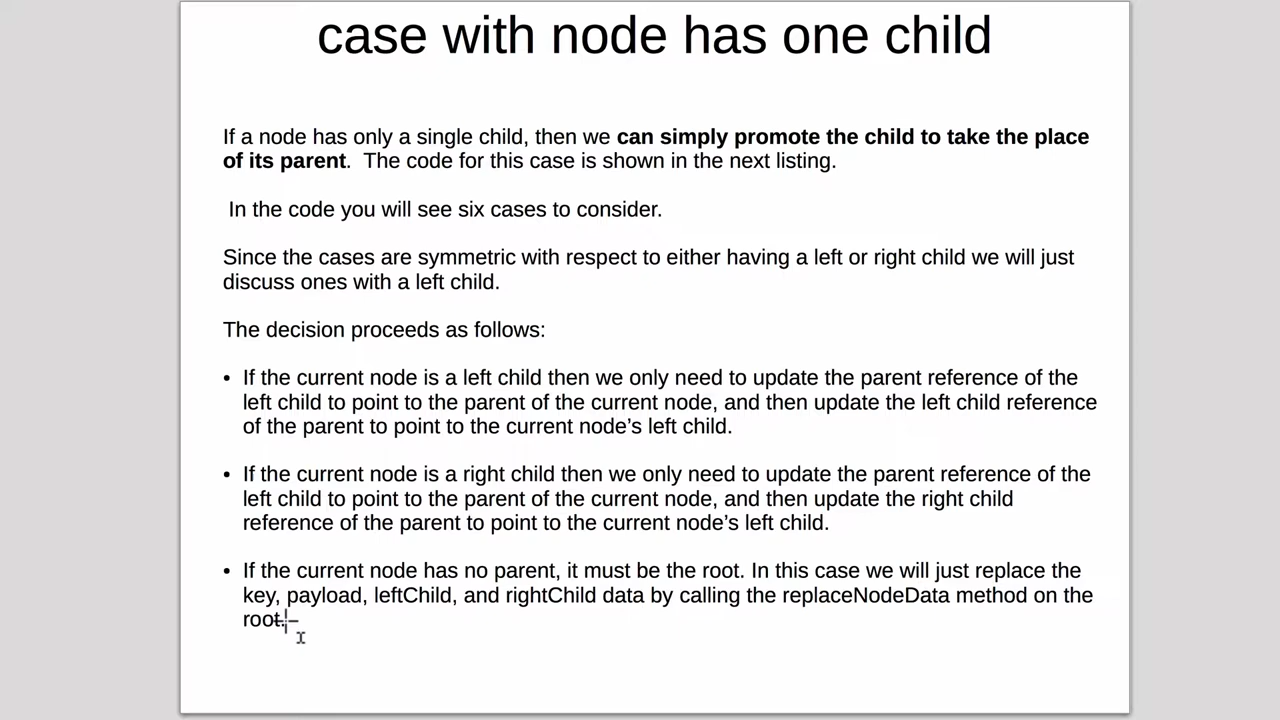 case with node has one child
If a node has only a single child, then we can simply promote the child to take the place
of its parent.  The code for this case is shown in the next listing.
In the code you will see six cases to consider.
Since the cases are symmetric with respect to either having a left or right child we will just
discuss ones with a left child.
The decision proceeds as follows:
• If the current node is a left child then we only need to update the parent reference of the
left child to point to the parent of the current node, and then update the left child reference
of the parent to point to the current node’s left child.
• If the current node is a right child then we only need to update the parent reference of the
left child to point to the parent of the current node, and then update the right child
reference of the parent to point to the current node’s left child.
• If the current node has no parent, it must be the root. In this case we will just replace the
key, payload, leftChild, and rightChild data by calling the replaceNodeData method on the
root.